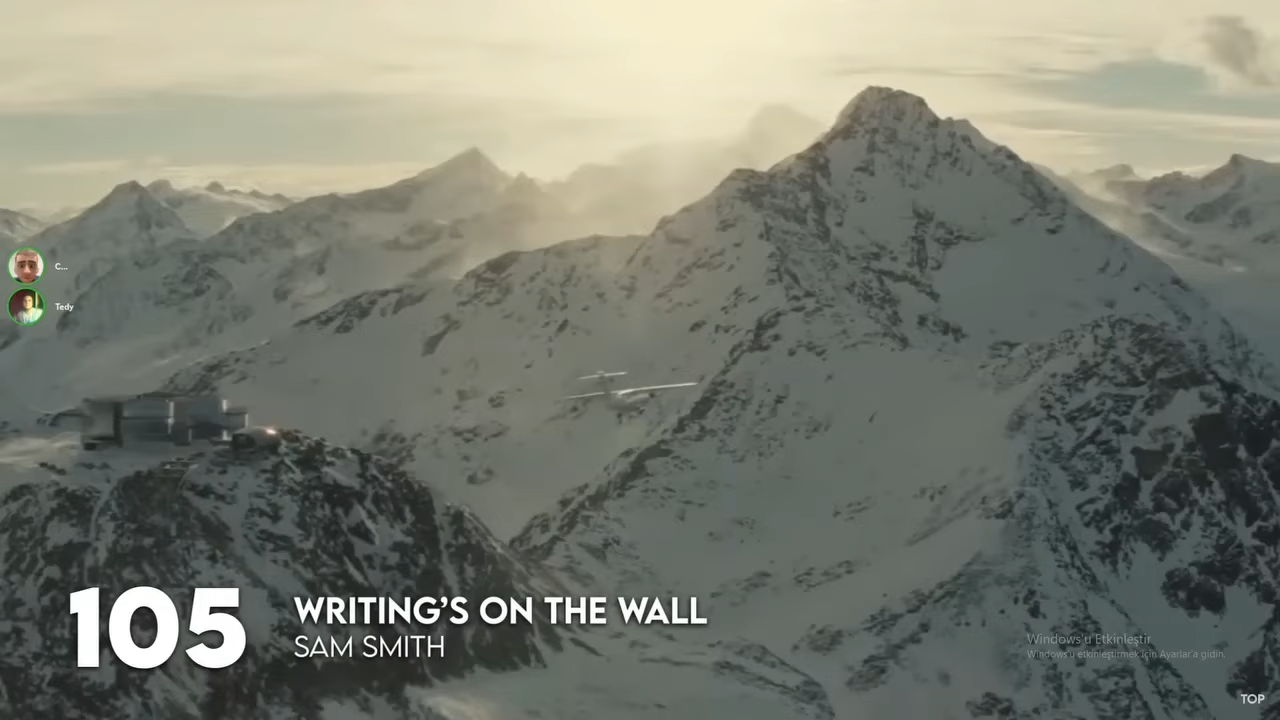 C...
Tedy
105
WRITING'S ON THE WALL
SAM SMITH
Windows'u Etkinleştir
Windows'u etkinleştirmek için Ayarlar'a gidin.
TOP